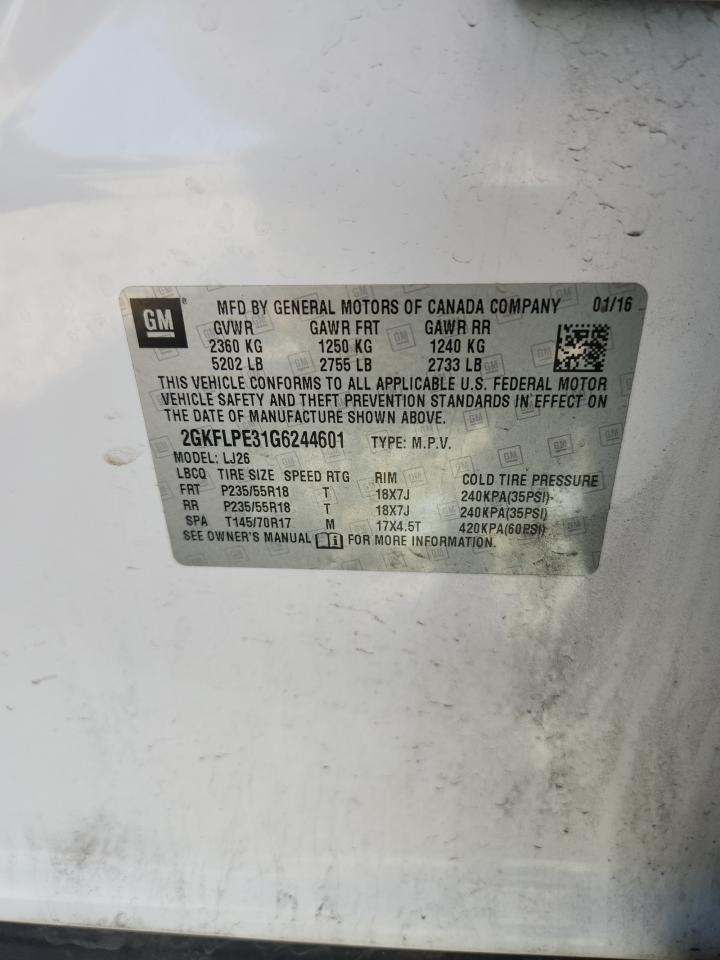 GM ® MFD BY GENERAL MOTORS OF CANADA COMPANY 01/16
GVWR GAWR FRT GAWR RR
2360 KG 1250 KG 1240 KG
5202 LB 2755 LB 2733 LB
THIS VEHICLE CONFORMS TO ALL APPLICABLE U.S. FEDERAL MOTOR
VEHICLE SAFETY AND THEFT PREVENTION STANDARDS IN EFFECT ON
THE DATE OF MANUFACTURE SHOWN ABOVE.
2GKFLPE31G6244601 TYPE: M.P.V.
MODEL: LJ26
LBCQ TIRE SIZE SPEED RTG RIM COLD TIRE PRESSURE
FRT P235/55R18 T 18X7J 240KPA(35PSI)
RR P235/55R18 T 18X7J 240KPA(35PSI)
SPA T145/70R17 M 17X4.5T 420KPA(60PSI)
SEE OWNER'S MANUAL FOR MORE INFORMATION.